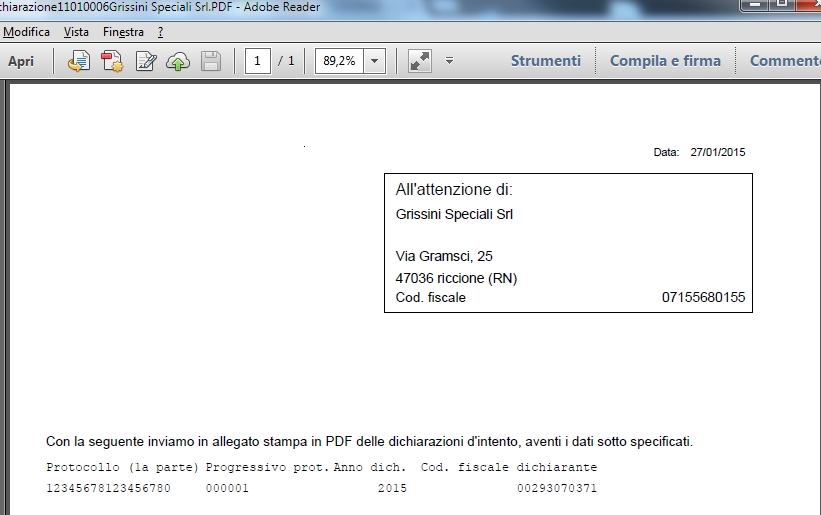 chiarazione11010006Grissini Speciali Srl.PDF - Adobe Reader
Modifica Vista Finestra ?
Apri 1 / 1 89,2% Strumenti Compila e firma Comment
Data: 27/01/2015
All'attenzione di:
Grissini Speciali Srl
Via Gramsci, 25
47036 riccione (RN)
Cod. fiscale 07155680155
Con la seguente inviamo in allegato stampa in PDF delle dichiarazioni d'intento, aventi i dati sotto specificati.
Protocollo (1a parte) Progressivo prot. Anno dich. Cod. fiscale dichiarante
12345678123456780 000001 2015 00293070371